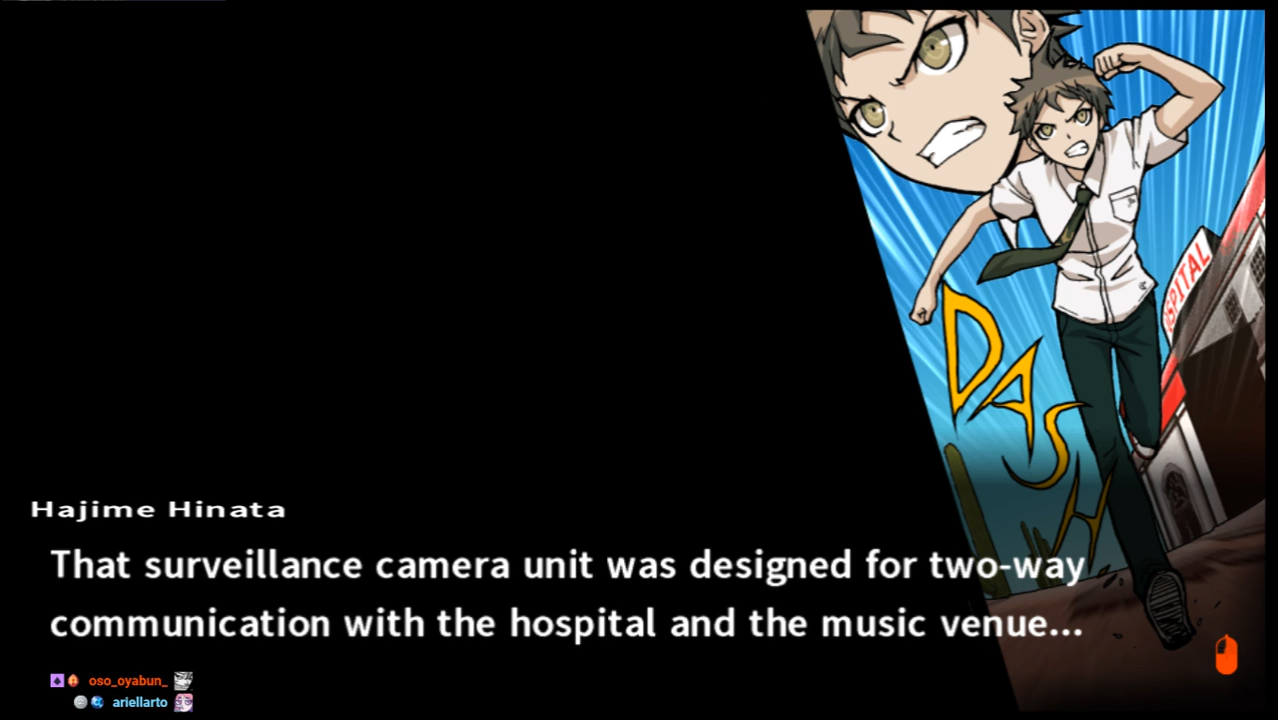 HOSPITAL
DASH
Hajime Hinata
That surveillance camera unit was designed for two-way
communication with the hospital and the music venue...
oso_oyabun_
ariellarto